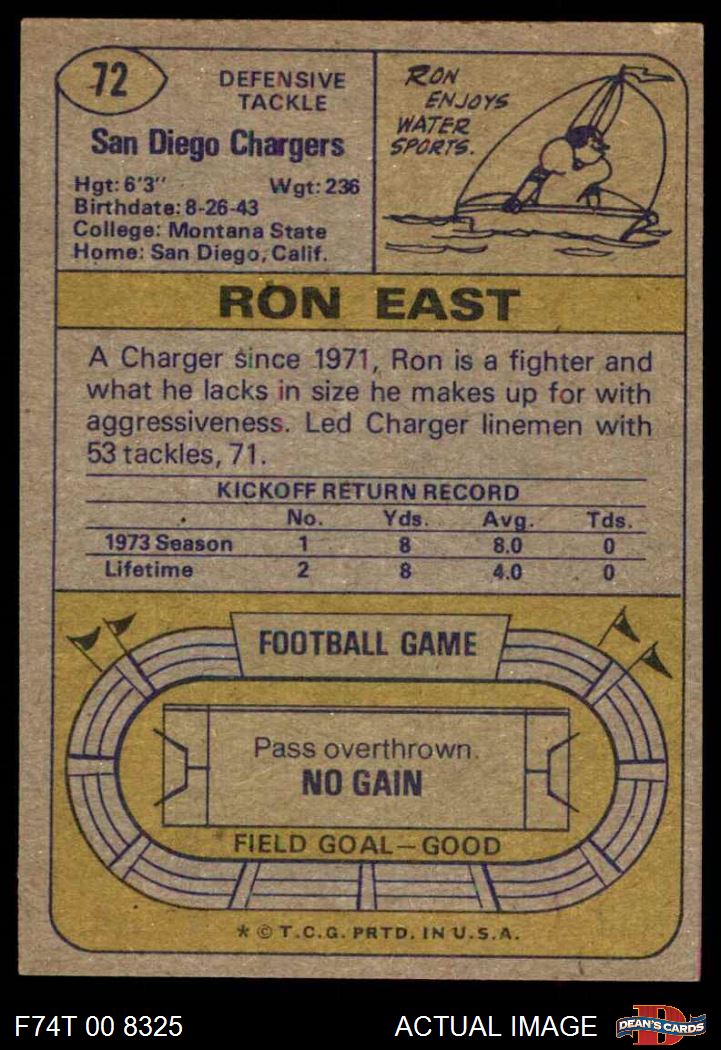 72
DEFENSIVE
TACKLE
San Diego Chargers
Hgt: 6'3" Wgt: 236
Birthdate: 8-26-43
College: Montana State
Home: San Diego, Calif.
RON
ENJOYS
WATER
SPORTS.
RON EAST
A Charger since 1971, Ron is a fighter and
what he lacks in size he makes up for with
aggressiveness. Led Charger linemen with
53 tackles, 71.
KICKOFF RETURN RECORD
No. Yds. Avg. Tds.
1973 Season 1 8 8.0 0
Lifetime 2 8 4.0 0
FOOTBALL GAME
Pass overthrown.
NO GAIN
FIELD GOAL—GOOD
* © T.C.G. PRTD. IN U.S.A.
F74T 00 8325 ACTUAL IMAGE
D
DEAN'S CARDS